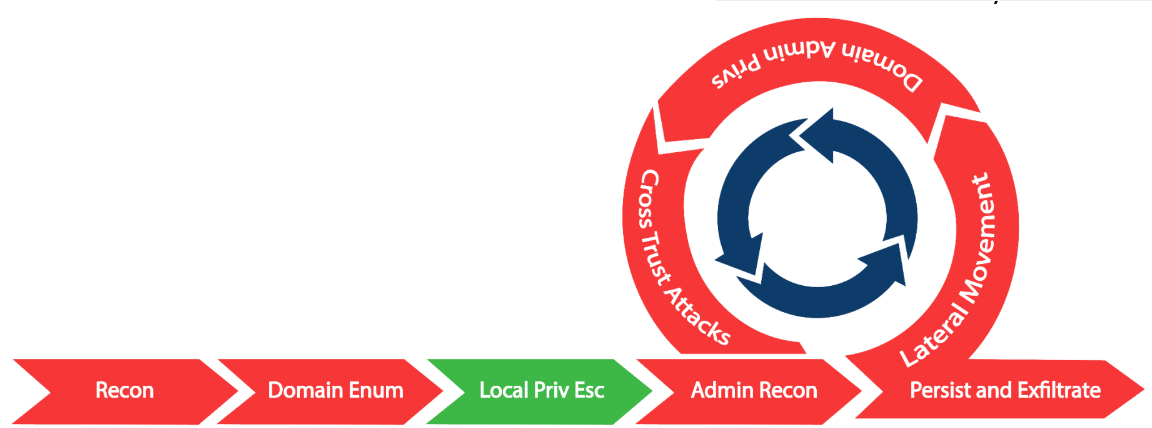 Domain Admin Privs
Cross Trust Attacks
Lateral Movement
Recon
Domain Enum
Local Priv Esc
Admin Recon
Persist and Exfiltrate